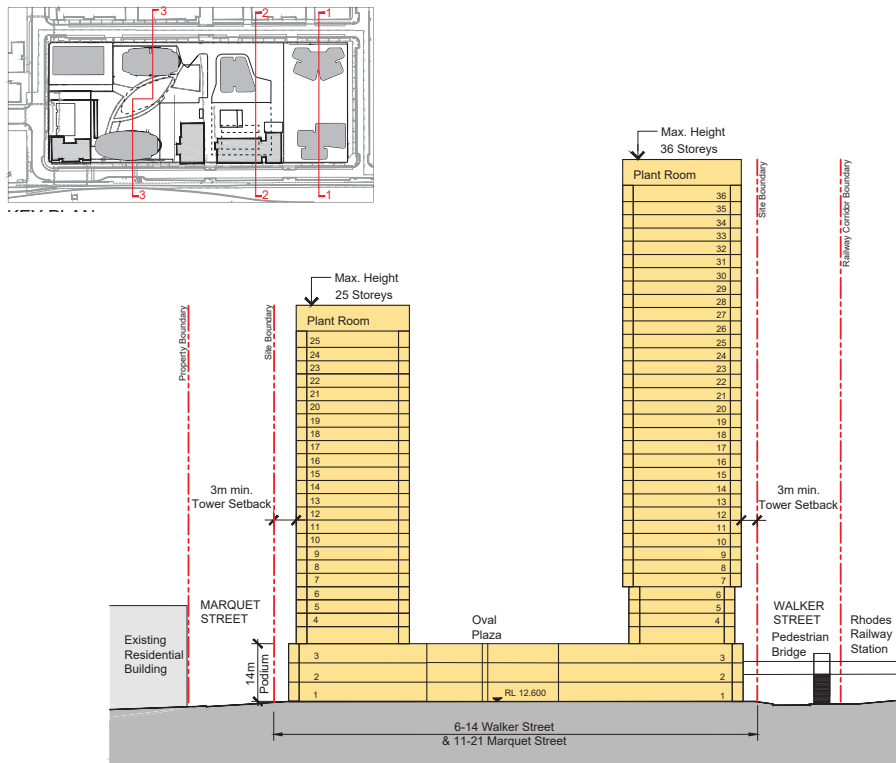 3
2
1
3
2
1
Max. Height
36 Storeys
Plant Room
36
35
34
33
32
31
30
29
28
27
26
25
24
23
22
21
20
19
18
17
16
15
14
13
12
11
10
9
8
7
6
5
4
3
2
1
Site Boundary
Railway Corridor Boundary
Max. Height
25 Storeys
Plant Room
25
24
23
22
21
20
19
18
17
16
15
14
13
12
11
10
9
8
7
6
5
4
3
2
1
Property Boundary
Site Boundary
3m min.
Tower Setback
3m min.
Tower Setback
MARQUET
STREET
Existing
Residential
Building
14m
Podium
Oval
Plaza
RL 12.600
WALKER
STREET
Pedestrian
Bridge
Rhodes
Railway
Station
6-14 Walker Street
& 11-21 Marquet Street